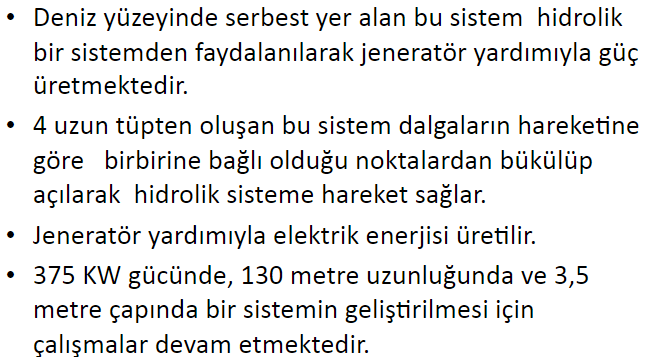 • Deniz yüzeyinde serbest yer alan bu sistem  hidrolik
bir sistemden faydalanılarak jeneratör yardımıyla güç
üretmektedir.
• 4 uzun tüpten oluşan bu sistem dalgaların hareketine
göre   birbirine bağlı olduğu noktalardan bükülüp
açılarak  hidrolik sisteme hareket sağlar.
• Jeneratör yardımıyla elektrik enerjisi üretilir.
• 375 KW gücünde, 130 metre uzunluğunda ve 3,5
metre çapında bir sistemin geliştirilmesi için
çalışmalar devam etmektedir.